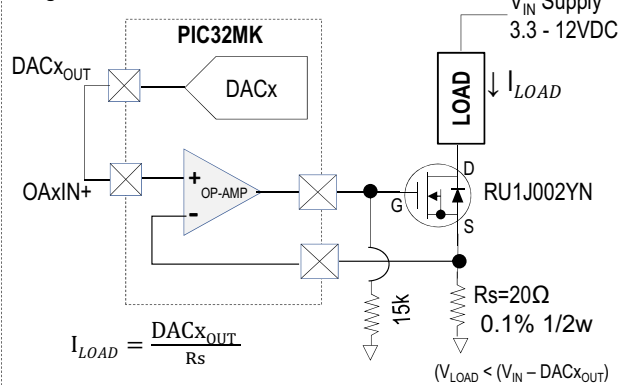 V_IN Supply
3.3 - 12VDC
PIC32MK
DACx_OUT
DACx
LOAD
↓ I_LOAD
OAxIN+
+
OP-AMP
-
D
G
S
RU1J002YN
15k
Rs=20Ω
0.1% 1/2w
I_LOAD = DACx_OUT / Rs
(V_LOAD < (V_IN – DACx_OUT)